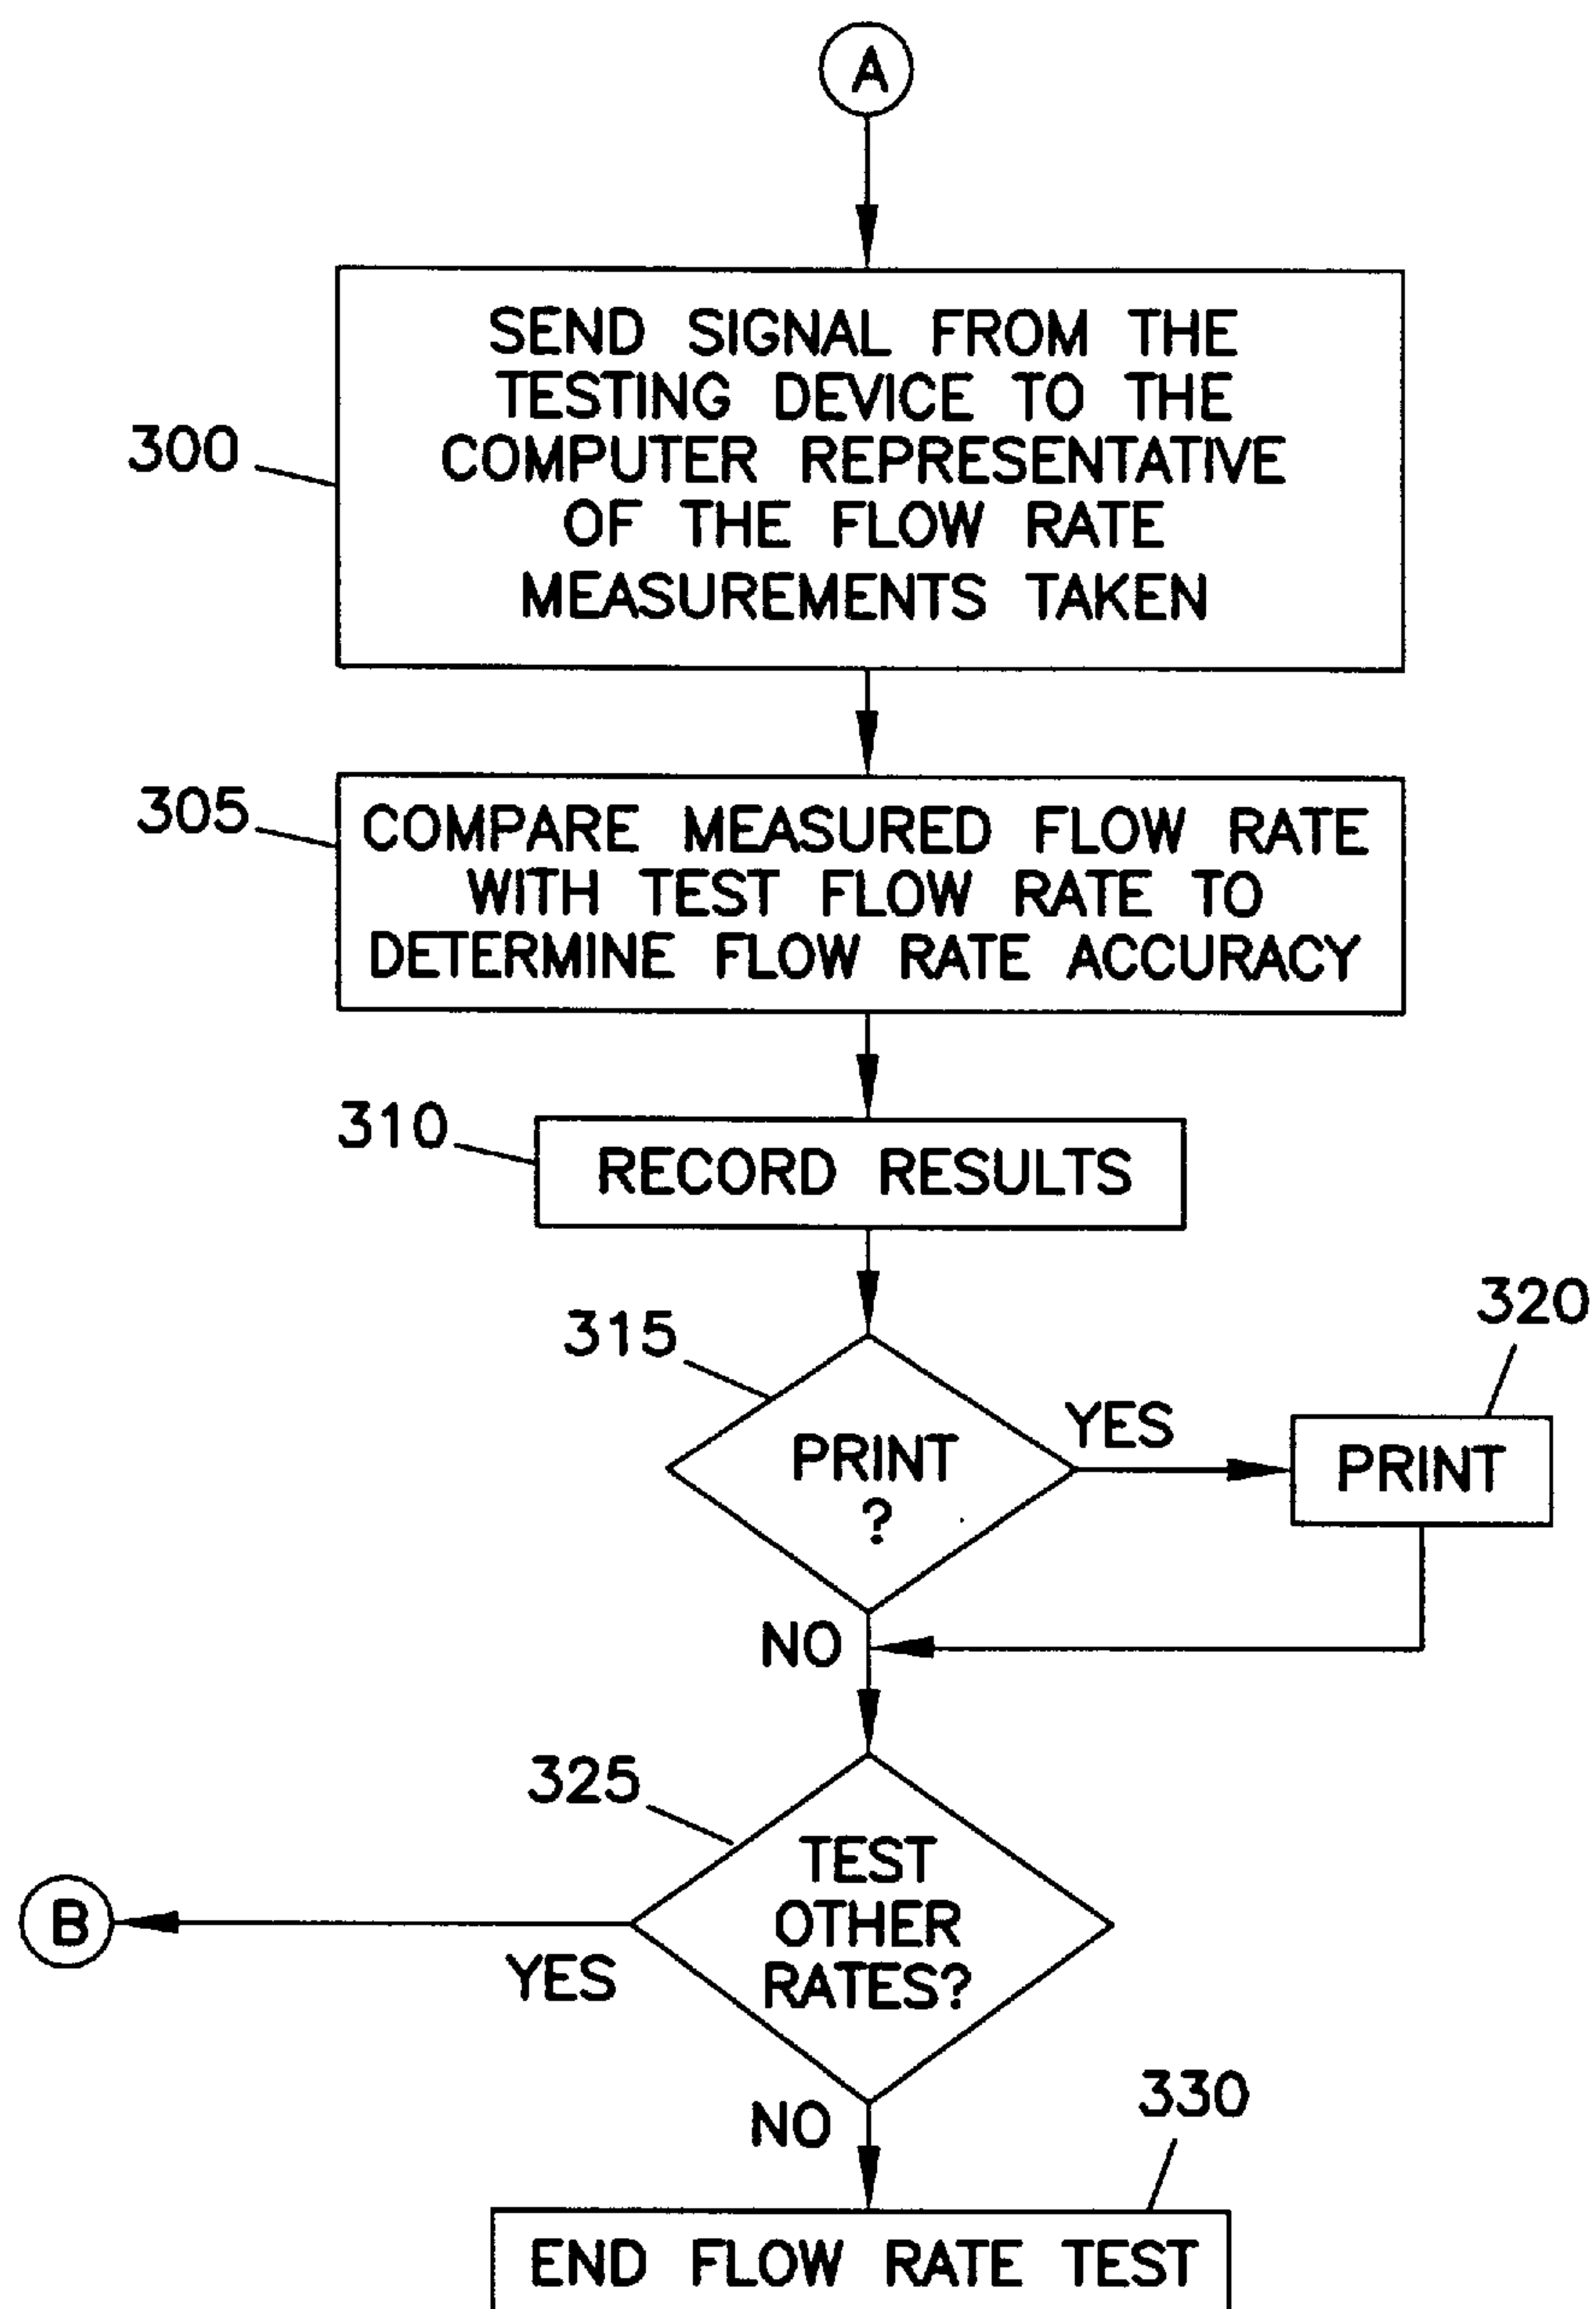 A
300
SEND SIGNAL FROM THE
TESTING DEVICE TO THE
COMPUTER REPRESENTATIVE
OF THE FLOW RATE
MEASUREMENTS TAKEN
305
COMPARE MEASURED FLOW RATE
WITH TEST FLOW RATE TO
DETERMINE FLOW RATE ACCURACY
310
RECORD RESULTS
315
PRINT
?
YES
320
PRINT
NO
325
TEST
OTHER
RATES?
YES
B
NO
330
END FLOW RATE TEST